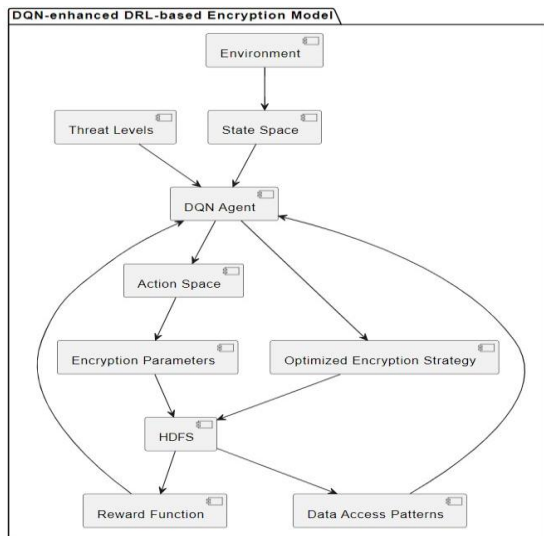 DQN-enhanced DRL-based Encryption Model
Environment
Threat Levels
State Space
DQN Agent
Action Space
Encryption Parameters
Optimized Encryption Strategy
HDFS
Reward Function
Data Access Patterns